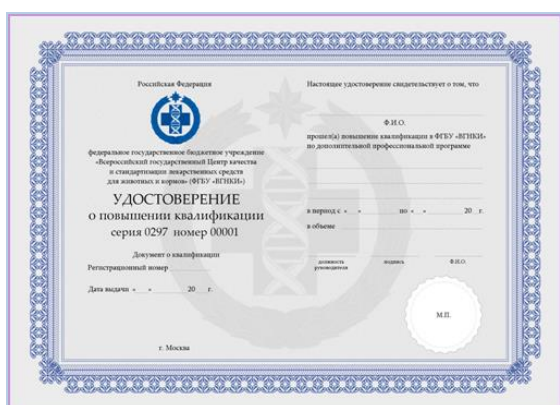 Российская Федерация
федеральное государственное бюджетное учреждение
«Всероссийский государственный Центр качества
и стандартизации лекарственных средств
для животных и кормов» (ФГБУ «ВГНКИ»)
УДОСТОВЕРЕНИЕ
о повышении квалификации
серия 0297 номер 00001
Документ о квалификации
Регистрационный номер
Дата выдачи « » 20 г.
г. Москва
Настоящее удостоверение свидетельствует о том, что
Ф.И.О.
прошел(а) повышение квалификации в ФГБУ «ВГНКИ»
по дополнительной профессиональной программе
в период с « » по « » 20 г.
в объеме
должность подпись Ф.И.О.
руководителя
М.П.